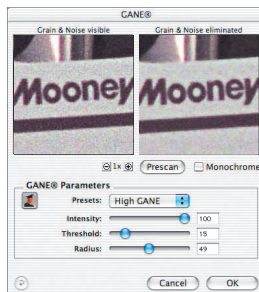 GANE®
Grain & Noise visible Grain & Noise eliminated
Mooney Mooney
1x Prescan Monochrome
GANE® Parameters
Presets: High GANE
Intensity: 100
Threshold: 15
Radius: 49
Cancel OK